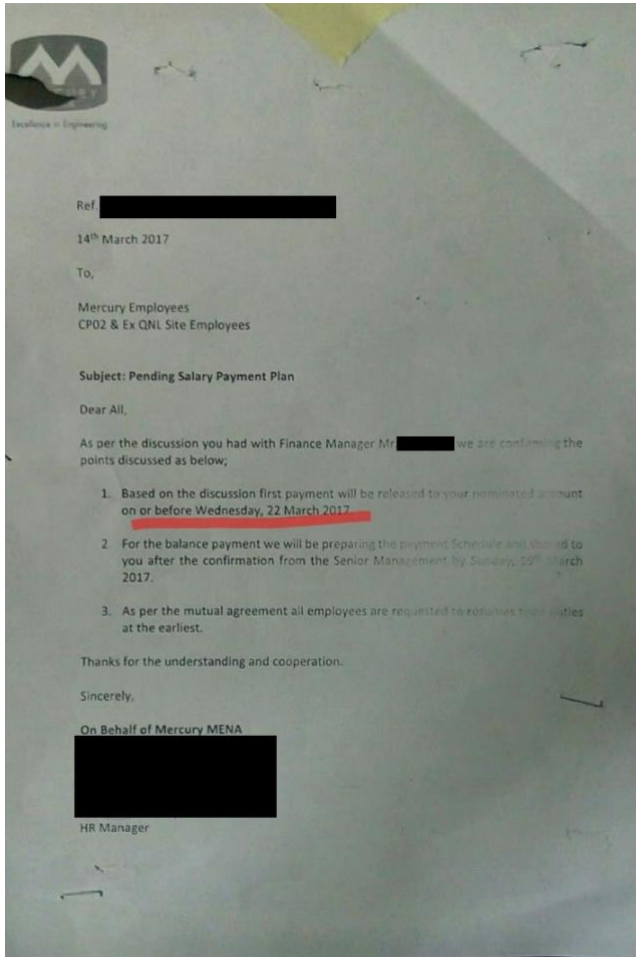 Excellence in Engineering
Ref.
14th March 2017
To,
Mercury Employees
CP02 & Ex QNL Site Employees
Subject: Pending Salary Payment Plan
Dear All,
As per the discussion you had with Finance Manager Mr we are confirming the
points discussed as below;
1. Based on the discussion first payment will be released to your nominated account
on or before Wednesday, 22 March 2017.
2 For the balance payment we will be preparing the payment Schedule and shared to
you after the confirmation from the Senior Management by Sunday, 19th March
2017.
3. As per the mutual agreement all employees are requested to resumes their duties
at the earliest.
Thanks for the understanding and cooperation.
Sincerely,
On Behalf of Mercury MENA
HR Manager